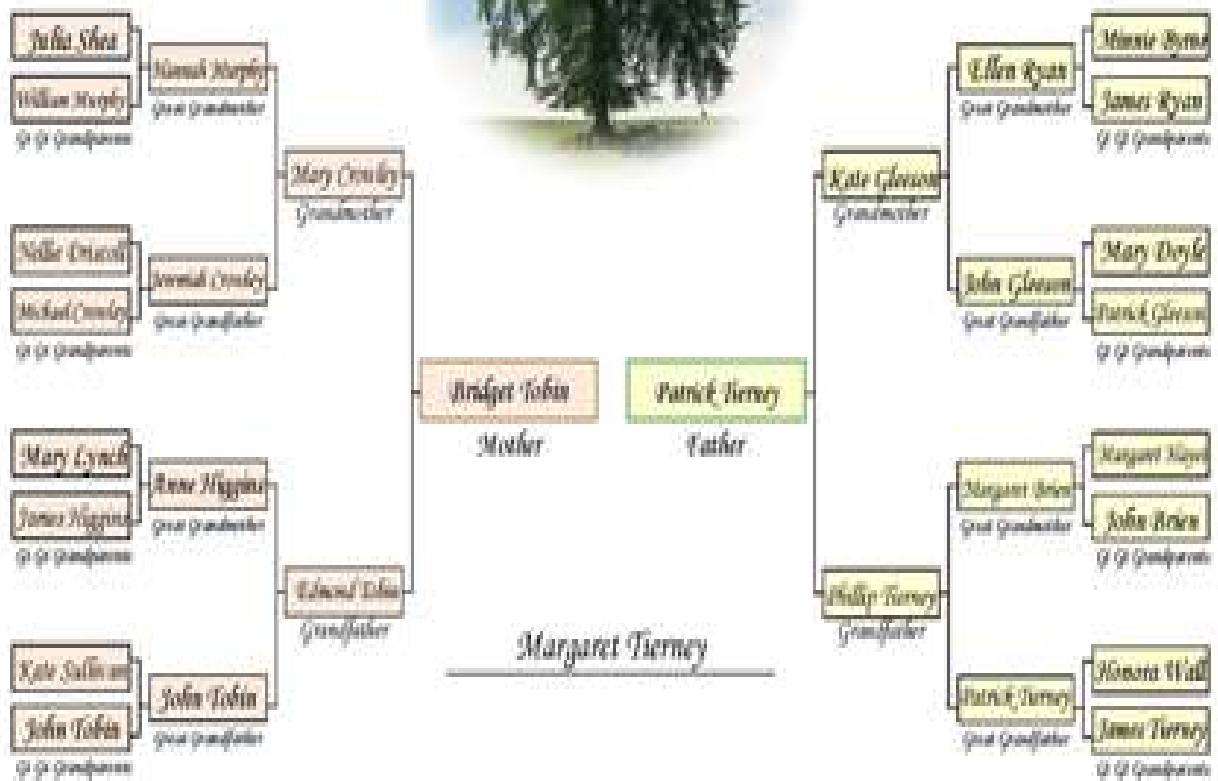 Julia Shea
William Murphy
Gt Gt Grandparents
Hannah Murphy
Great Grandmother
Mary Crowley
Grandmother
Nellie Driscoll
Michael Crowley
Gt Gt Grandparents
Jeremiah Crowley
Great Grandfather
Bridget Tobin
Mother
Mary Lynch
James Higgins
Gt Gt Grandparents
Anne Higgins
Great Grandmother
Edmond Tobin
Grandfather
Kate Sullivan
John Tobin
Gt Gt Grandparents
John Tobin
Great Grandfather
Margaret Tierney
Patrick Tierney
Father
Kate Gleeson
Grandmother
Ellen Ryan
Great Grandmother
Minnie Byrne
James Ryan
Gt Gt Grandparents
John Gleeson
Great Grandfather
Mary Doyle
Patrick Gleeson
Gt Gt Grandparents
Phillip Tierney
Grandfather
Margaret Brien
Great Grandmother
Margaret
John Brien
Gt Gt Grandparents
Patrick Tierney
Great Grandfather
Honora Wall
James Tierney
Gt Gt Grandparents